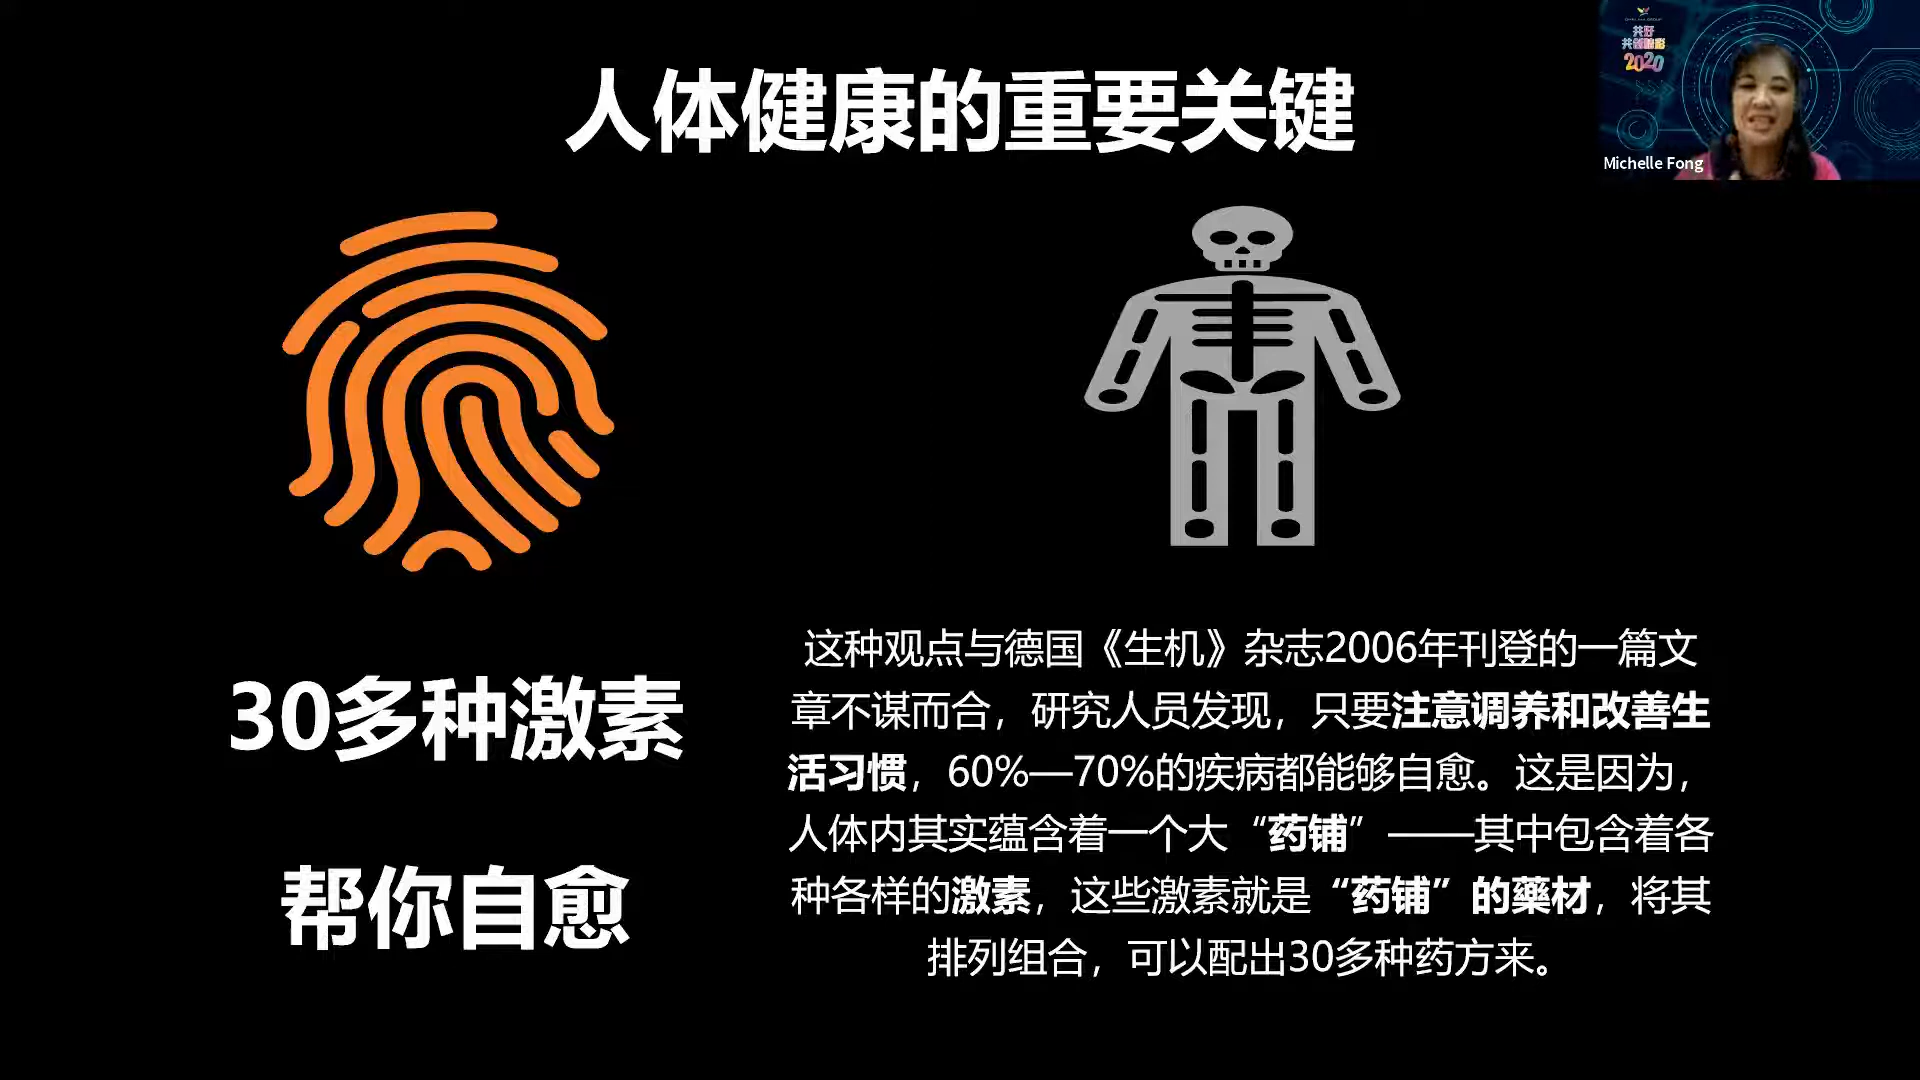 人体健康的重要关键
共好
2020
Michelle Fong
30多种激素
帮你自愈
这种观点与德国《生机》杂志2006年刊登的一篇文
章不谋而合，研究人员发现，只要注意调养和改善生
活习惯，60%—70%的疾病都能够自愈。这是因为，
人体内其实蕴含着一个大“药铺”——其中包含着各
种各样的激素，这些激素就是“药铺”的藥材，将其
排列组合，可以配出30多种药方来。